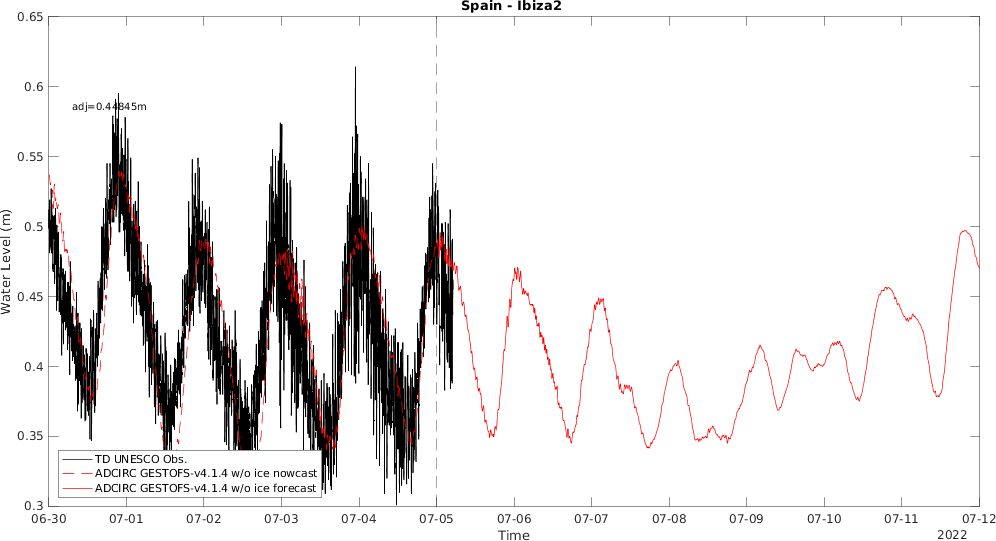 Spain - Ibiza2
0.65
0.6
0.55
0.5
0.45
0.4
0.35
0.3
Water Level (m)
adj=0.44845m
TD UNESCO Obs.
ADCIRC GESTOFS-v4.1.4 w/o ice nowcast
ADCIRC GESTOFS-v4.1.4 w/o ice forecast
06-30 07-01 07-02 07-03 07-04 07-05 07-06 07-07 07-08 07-09 07-10 07-11 07-12
Time
2022